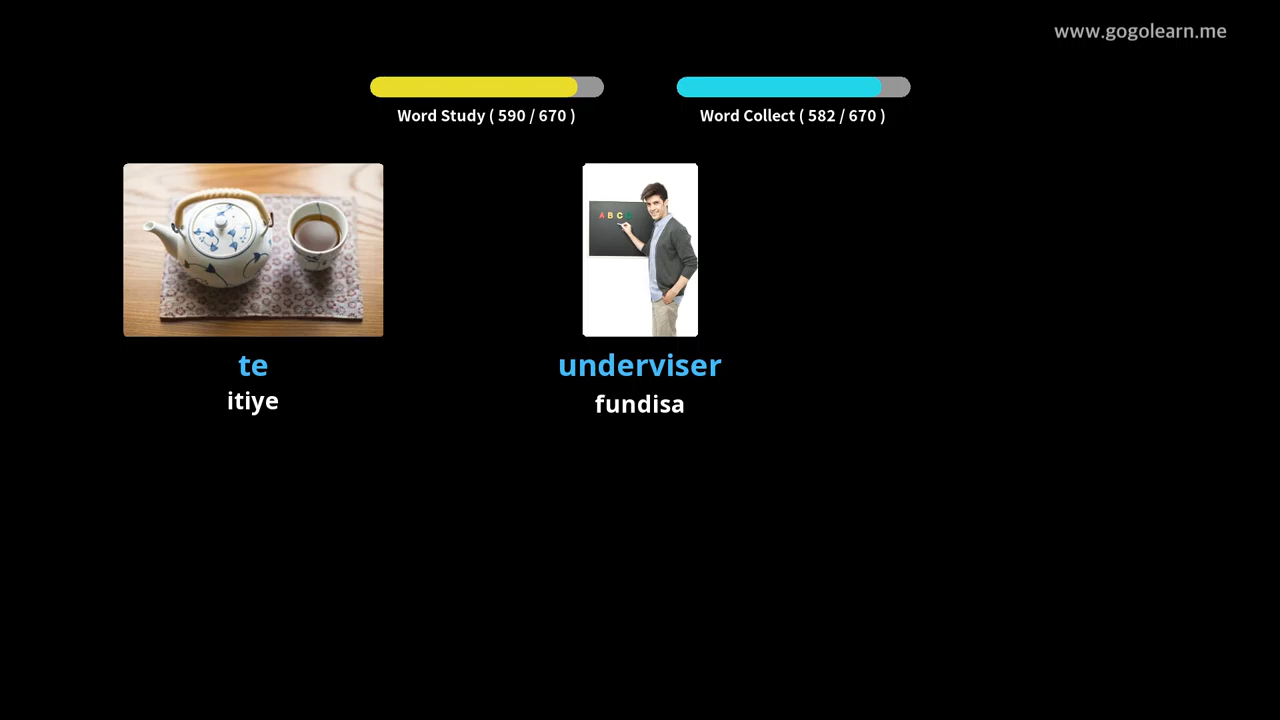 www.gogolearn.me
Word Study ( 590 / 670 )
Word Collect ( 582 / 670 )
A B C
te
itiye
underviser
fundisa